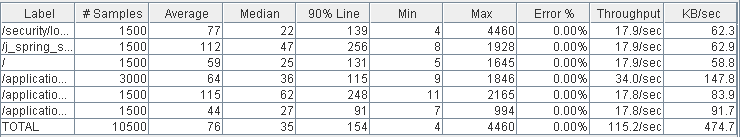 Label # Samples Average Median 90% Line Min Max Error % Throughput KB/sec
/security/lo... 1500 77 22 139 4 4460 0.00% 17.9/sec 62.3
/j_spring_s... 1500 112 47 256 8 1928 0.00% 17.9/sec 62.9
/ 1500 59 25 131 5 1645 0.00% 17.9/sec 58.8
/applicatio... 3000 64 36 115 9 1846 0.00% 34.0/sec 147.8
/applicatio... 1500 115 62 248 11 2165 0.00% 17.8/sec 83.9
/applicatio... 1500 44 27 91 7 994 0.00% 17.8/sec 91.7
TOTAL 10500 76 35 154 4 4460 0.00% 115.2/sec 474.7